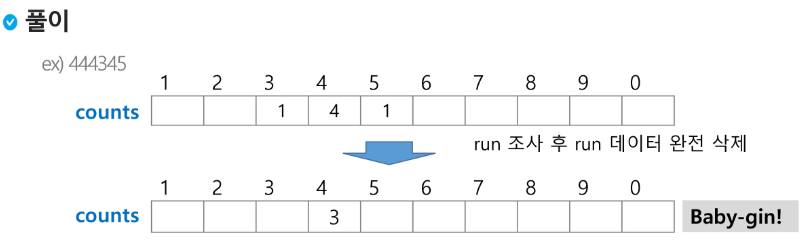 풀이
ex) 444345
1 2 3 4 5 6 7 8 9 0
counts 1 4 1
run 조사 후 run 데이터 완전 삭제
1 2 3 4 5 6 7 8 9 0
counts 3 Baby-gin!